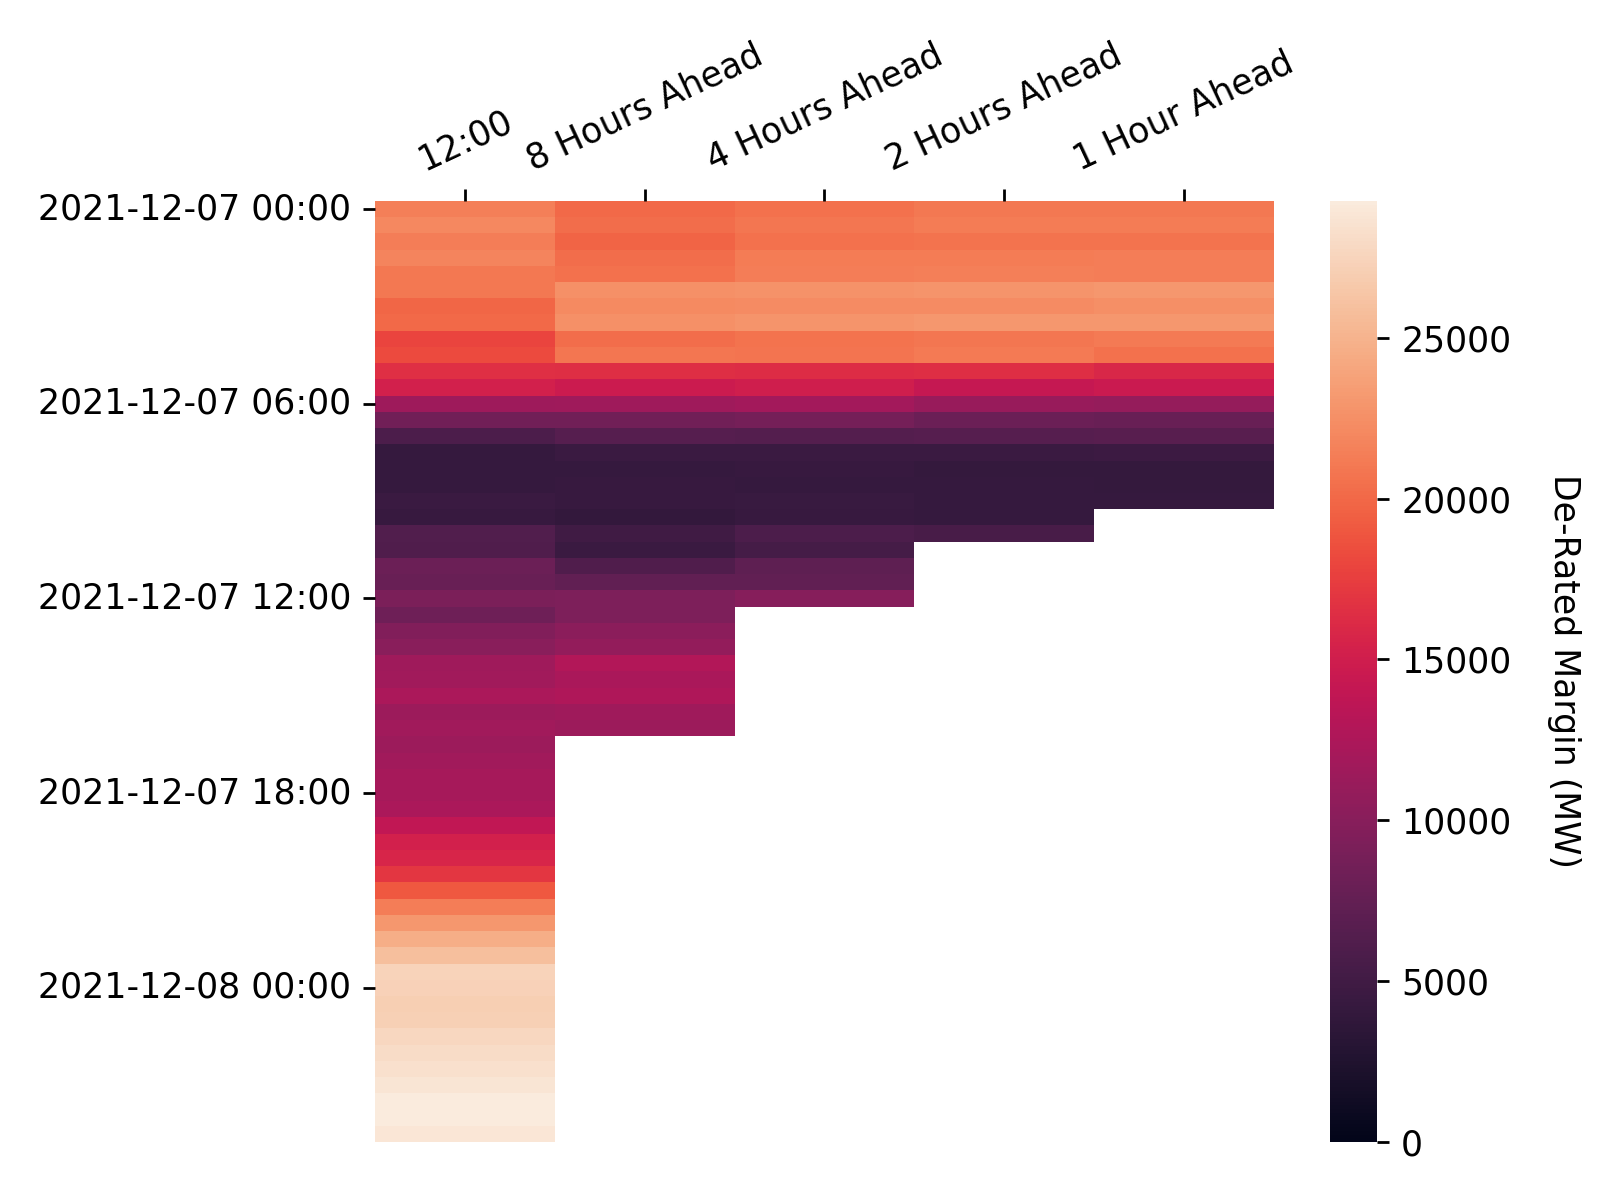 12:00
8 Hours Ahead
4 Hours Ahead
2 Hours Ahead
1 Hour Ahead
2021-12-07 00:00
2021-12-07 06:00
2021-12-07 12:00
2021-12-07 18:00
2021-12-08 00:00
25000
20000
15000
10000
5000
0
De-Rated Margin (MW)